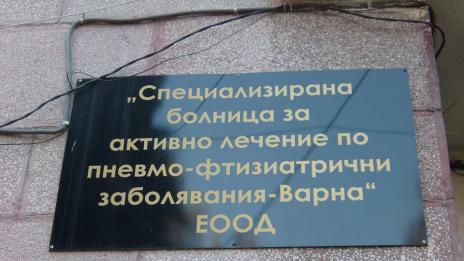 „Специализирана
болница за
активно лечение по
пневмо-фтизиатрични
заболявания-Варна“
ЕООД